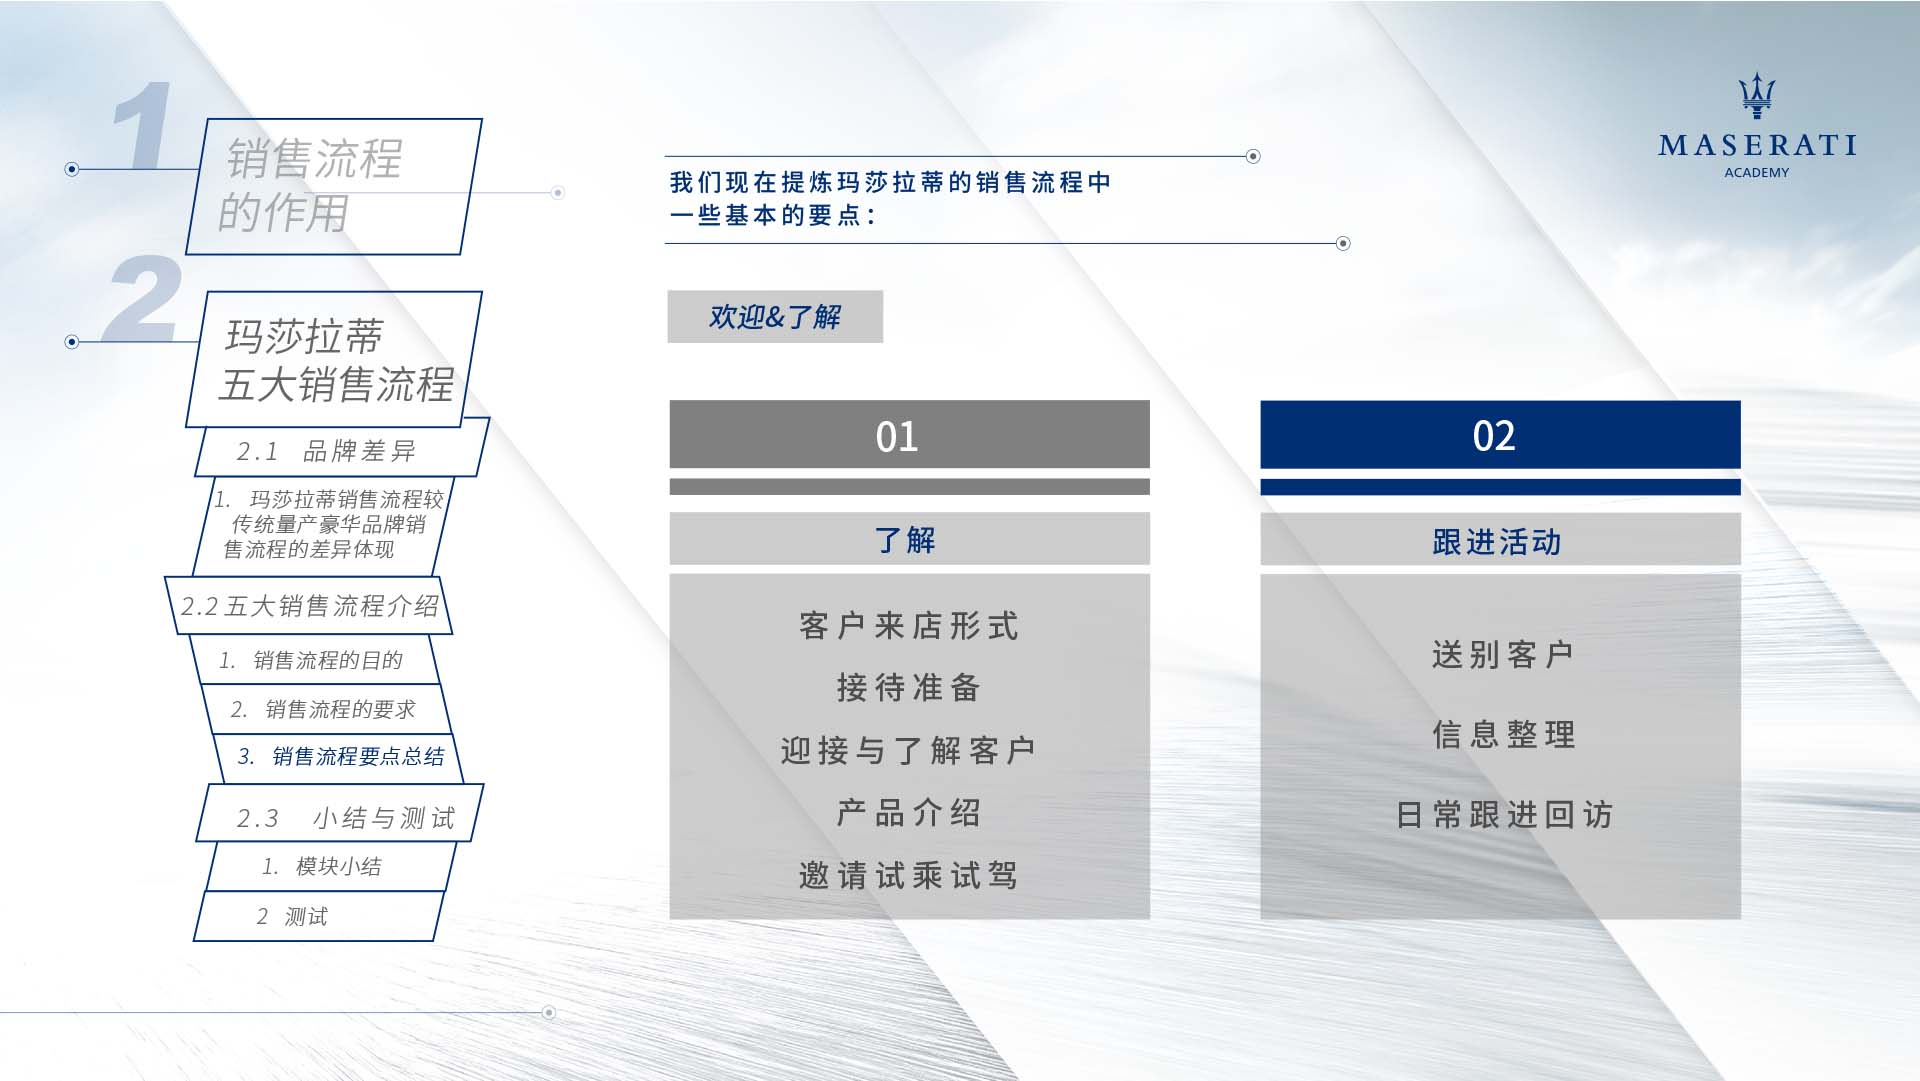 1
销售流程
的作用
2
玛莎拉蒂
五大销售流程
2.1 品牌差异
1. 玛莎拉蒂销售流程较
传统量产豪华品牌销
售流程的差异体现
2.2五大销售流程介绍
1. 销售流程的目的
2. 销售流程的要求
3. 销售流程要点总结
2.3 小结与测试
1. 模块小结
2 测试
我们现在提炼玛莎拉蒂的销售流程中
一些基本的要点：
欢迎&了解
01
了解
客户来店形式
接待准备
迎接与了解客户
产品介绍
邀请试乘试驾
02
跟进活动
送别客户
信息整理
日常跟进回访
MASERATI
ACADEMY